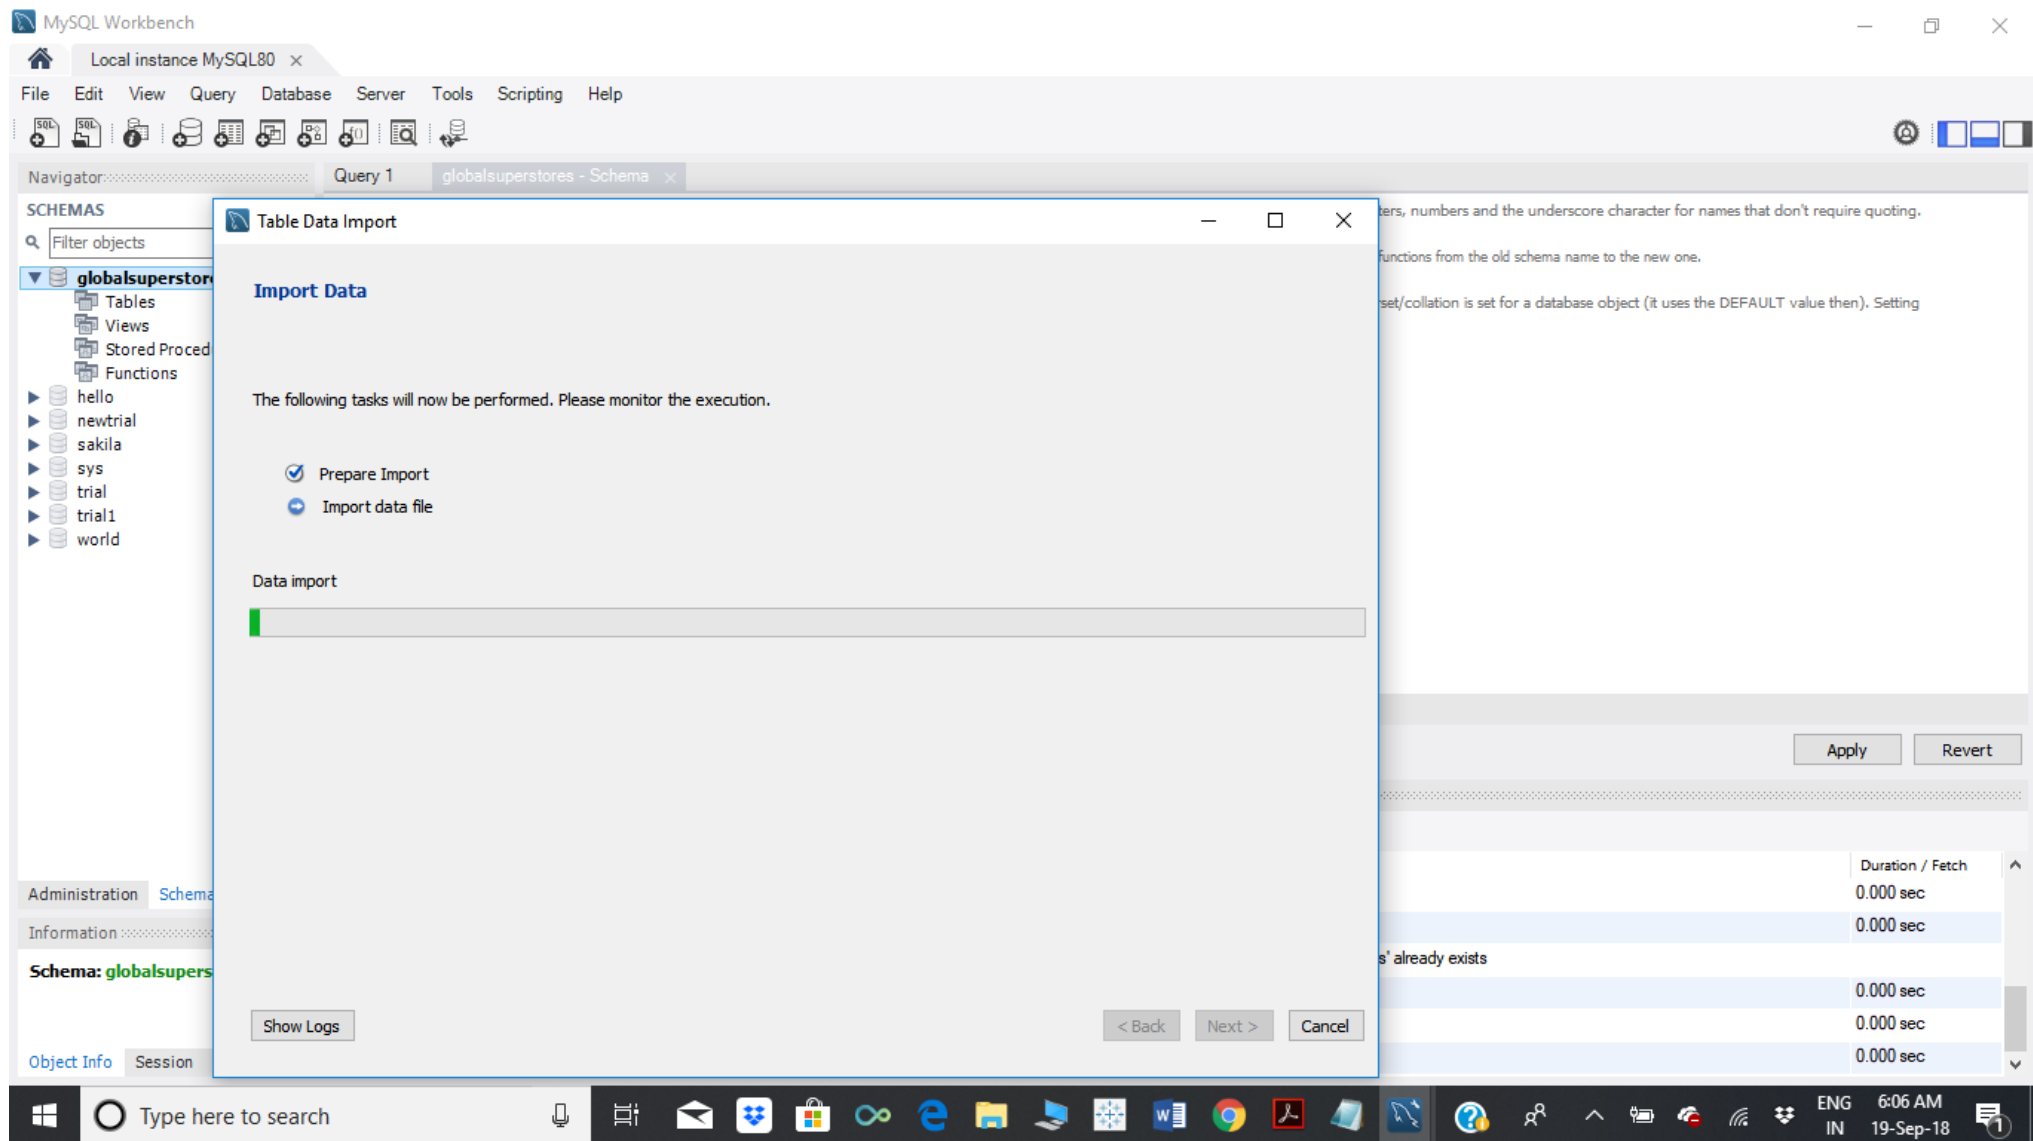 MySQL Workbench
Local instance MySQL80
File Edit View Query Database Server Tools Scripting Help
Navigator
Query 1
globalsuperstores - Schema
SCHEMAS
Filter objects
globalsuperstor
Tables
Views
Stored Proced
Functions
hello
newtrial
sakila
sys
trial
trial1
world
Administration Schema
Information
Schema: globalsupers
Object Info Session
Table Data Import
Import Data
The following tasks will now be performed. Please monitor the execution.
Prepare Import
Import data file
Data import
Show Logs
< Back Next > Cancel
ters, numbers and the underscore character for names that don't require quoting.
functions from the old schema name to the new one.
set/collation is set for a database object (it uses the DEFAULT value then). Setting
Apply Revert
Duration / Fetch
0.000 sec
0.000 sec
s' already exists
0.000 sec
0.000 sec
0.000 sec
Type here to search
ENG
IN
6:06 AM
19-Sep-18